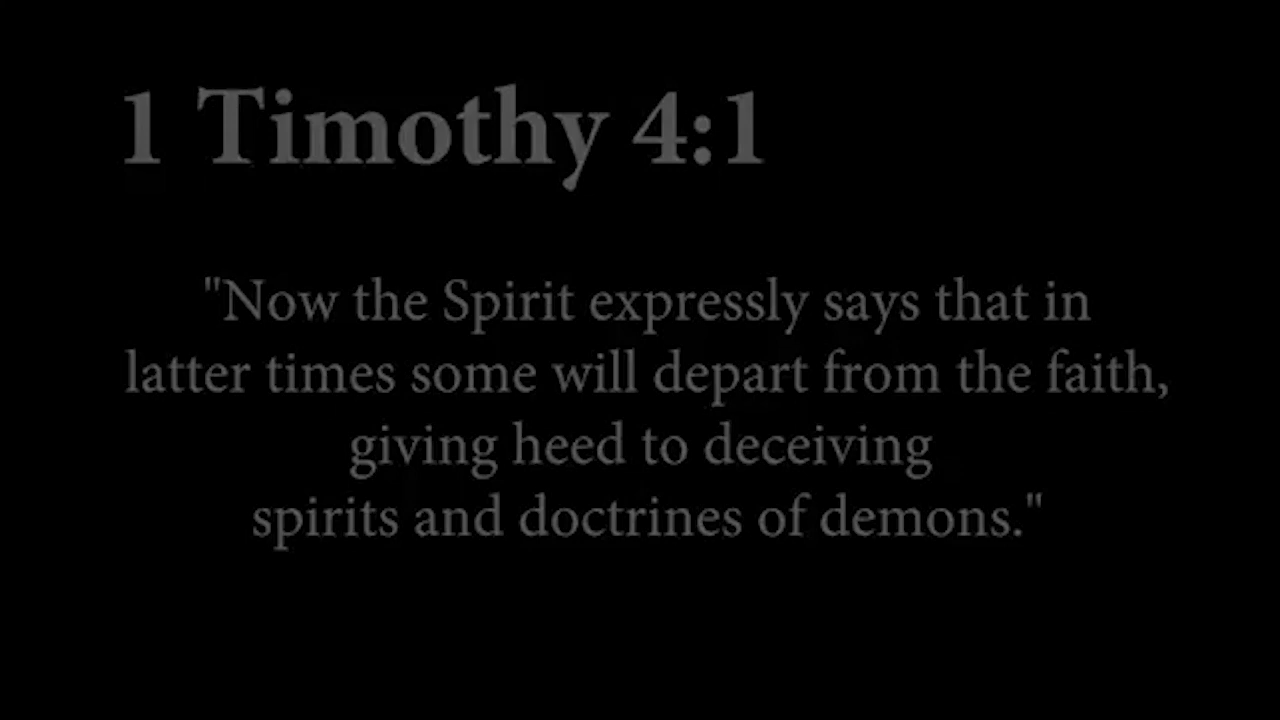 1 Timothy 4:1
"Now the Spirit expressly says that in
latter times some will depart from the faith,
giving heed to deceiving
spirits and doctrines of demons."